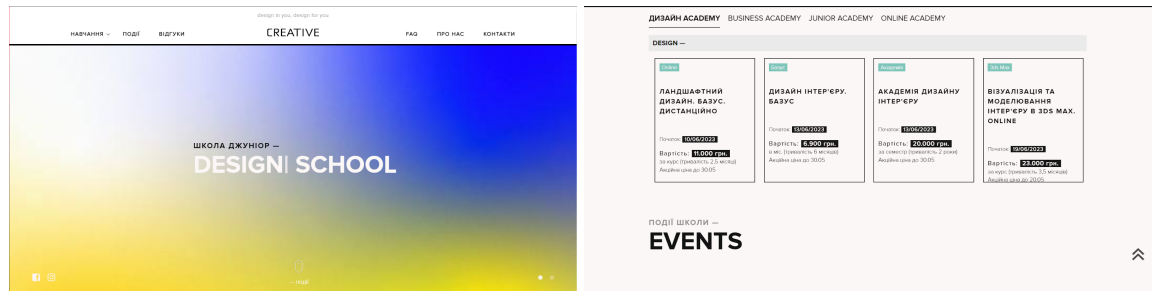 design in you, design for you
НАВЧАННЯ ПОДІЇ ВІДГУКИ CREATIVE FAQ ПРО НАС КОНТАКТИ
ШКОЛА ДЖУНІОР —
DESIGN| SCHOOL
— події
ДИЗАЙН ACADEMY BUSINESS ACADEMY JUNIOR ACADEMY ONLINE ACADEMY
DESIGN —
Online
ЛАНДШАФТНИЙ
ДИЗАЙН. БАЗУС.
ДИСТАНЦІЙНО
Початок: 10/06/2023
Вартість: 11.000 грн.
за курс (тривалість 2,5 місяці)
Акційна ціна до 30.05
Базус
ДИЗАЙН ІНТЕР'ЄРУ.
БАЗУС
Початок: 13/06/2023
Вартість: 6.900 грн.
в міс. (тривалість 6 місяців)
Акційна ціна до 30.05
Академія
АКАДЕМІЯ ДИЗАЙНУ
ІНТЕР'ЄРУ
Початок: 13/06/2023
Вартість: 20.000 грн.
за семестр (тривалість 2 роки)
Акційна ціна до 30.05
3ds Max
ВІЗУАЛІЗАЦІЯ ТА
МОДЕЛЮВАННЯ
ІНТЕР'ЄРУ В 3DS MAX.
ONLINE
Початок: 19/06/2023
Вартість: 23.000 грн.
за курс (тривалість 3,5 місяців)
Акційна ціна до 20.05
ПОДІЇ ШКОЛИ —
EVENTS